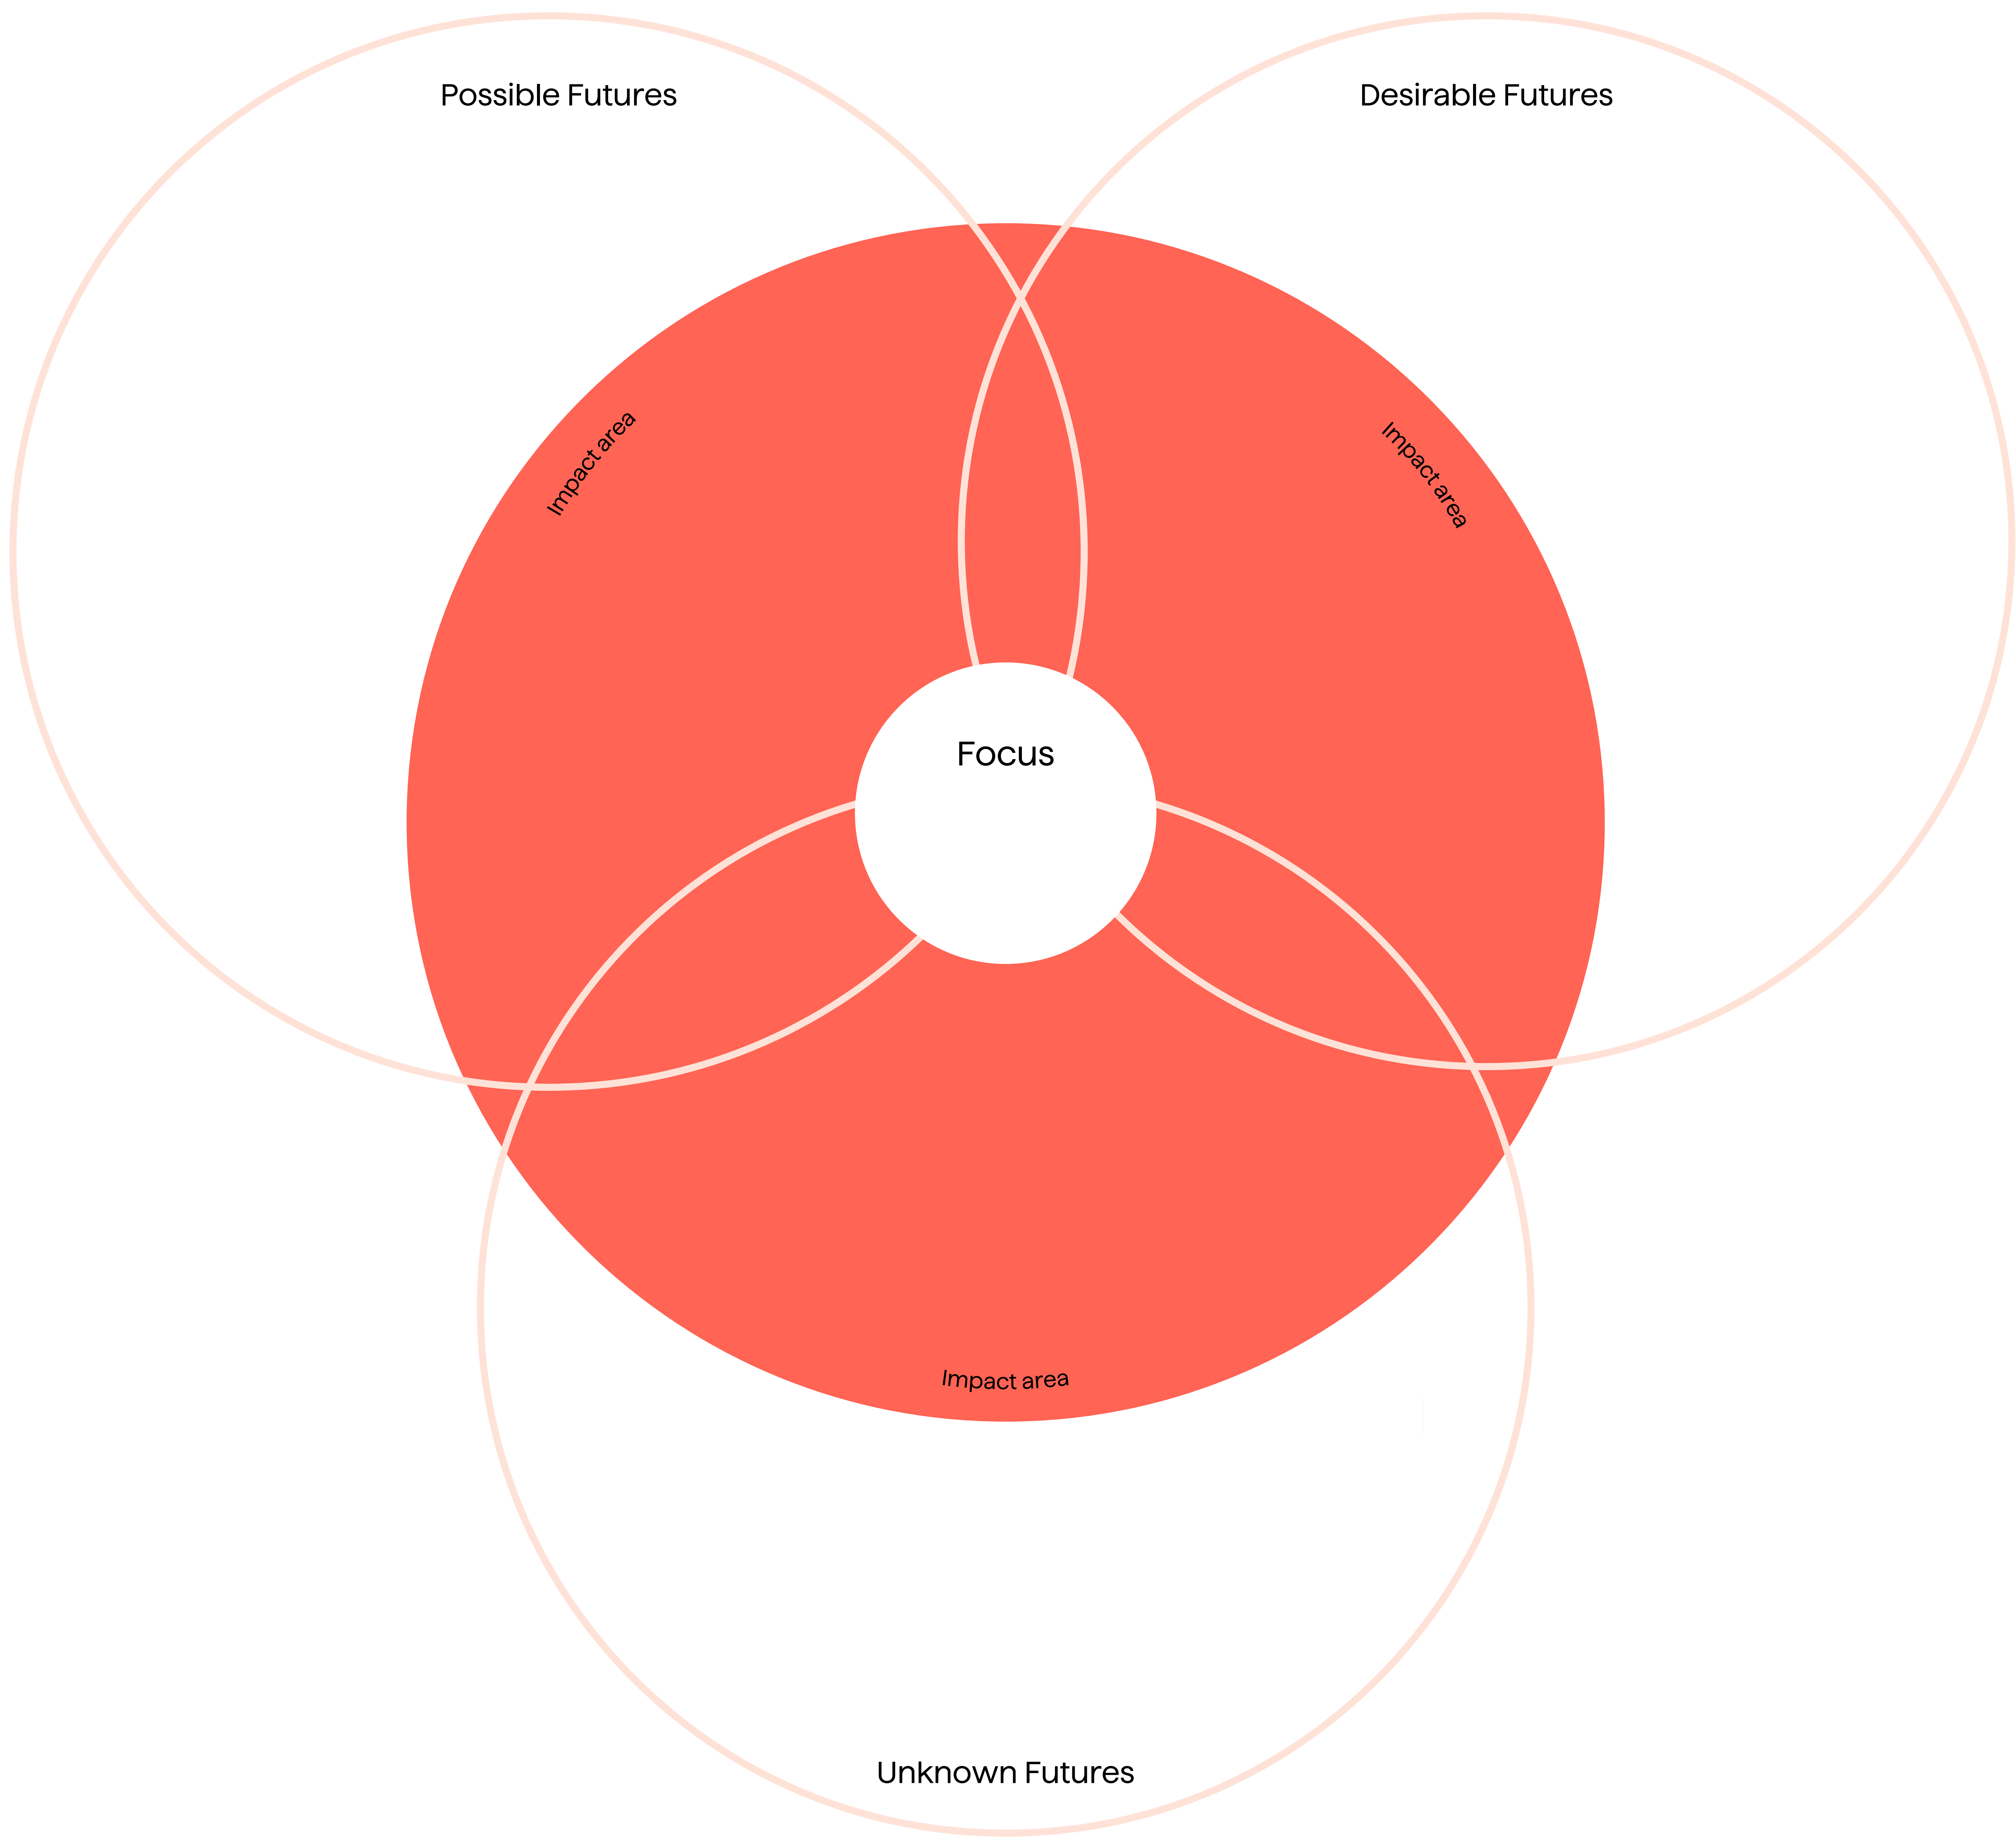 Possible Futures
Desirable Futures
Impact area
Impact area
Focus
Impact area
Unknown Futures